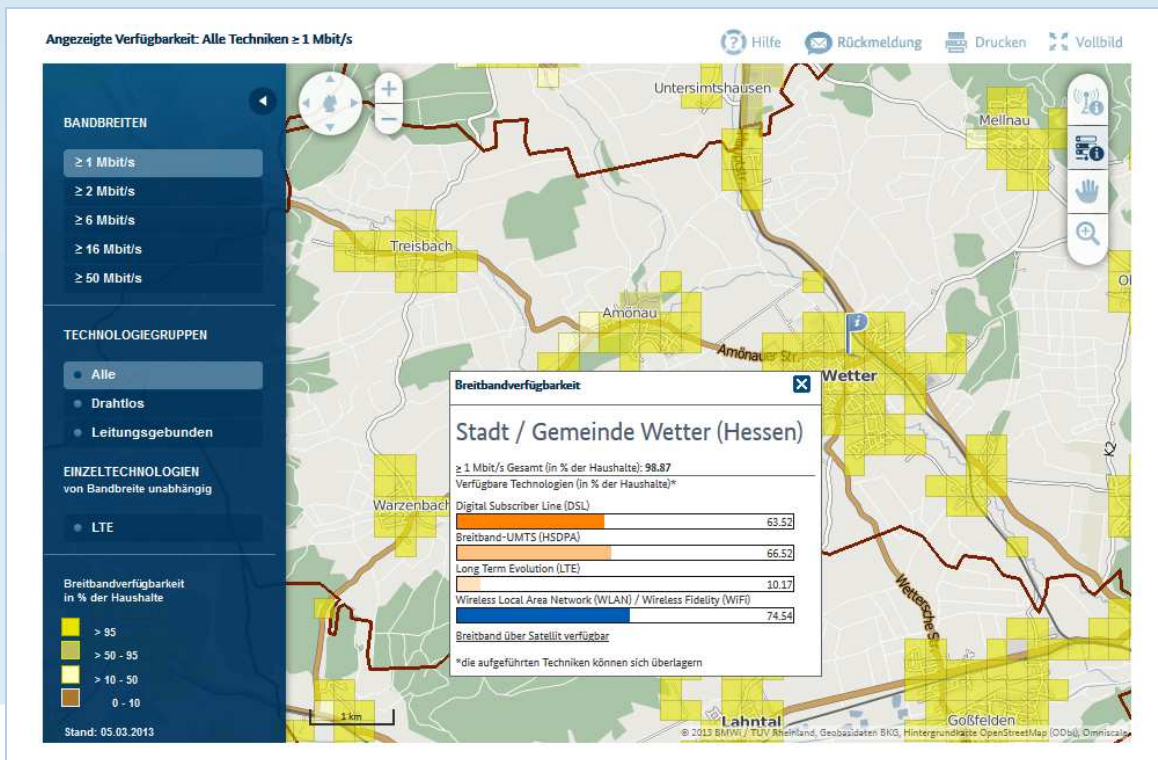 Angezeigte Verfügbarkeit: Alle Techniken ≥ 1 Mbit/s
Hilfe
Rückmeldung
Drucken
Vollbild
BANDBREITEN
≥ 1 Mbit/s
≥ 2 Mbit/s
≥ 6 Mbit/s
≥ 16 Mbit/s
≥ 50 Mbit/s
TECHNOLOGIEGRUPPEN
Alle
Drahtlos
Leitungsgebunden
EINZELTECHNOLOGIEN
von Bandbreite unabhängig
LTE
Breitbandverfügbarkeit
in % der Haushalte
> 95
> 50 - 95
> 10 - 50
0 - 10
Stand: 05.03.2013
Untersimtshausen
Mellnau
Treisbach
Amönau
Amönauer Str.
Wetter
Warzenbach
K2
Wettersche Str.
Lahntal
Goßfelden
1 km
Breitbandverfügbarkeit
Stadt / Gemeinde Wetter (Hessen)
≥ 1 Mbit/s Gesamt (in % der Haushalte): 98.87
Verfügbare Technologien (in % der Haushalte)*
Digital Subscriber Line (DSL)
63.52
Breitband-UMTS (HSDPA)
66.52
Long Term Evolution (LTE)
10.17
Wireless Local Area Network (WLAN) / Wireless Fidelity (WiFi)
74.54
Breitband über Satellit verfügbar
*die aufgeführten Techniken können sich überlagern
© 2013 BMWi / TÜV Rheinland, Geobasidaten BKG, Hintergrundkarte OpenStreetMap (ODbL), Omniscale